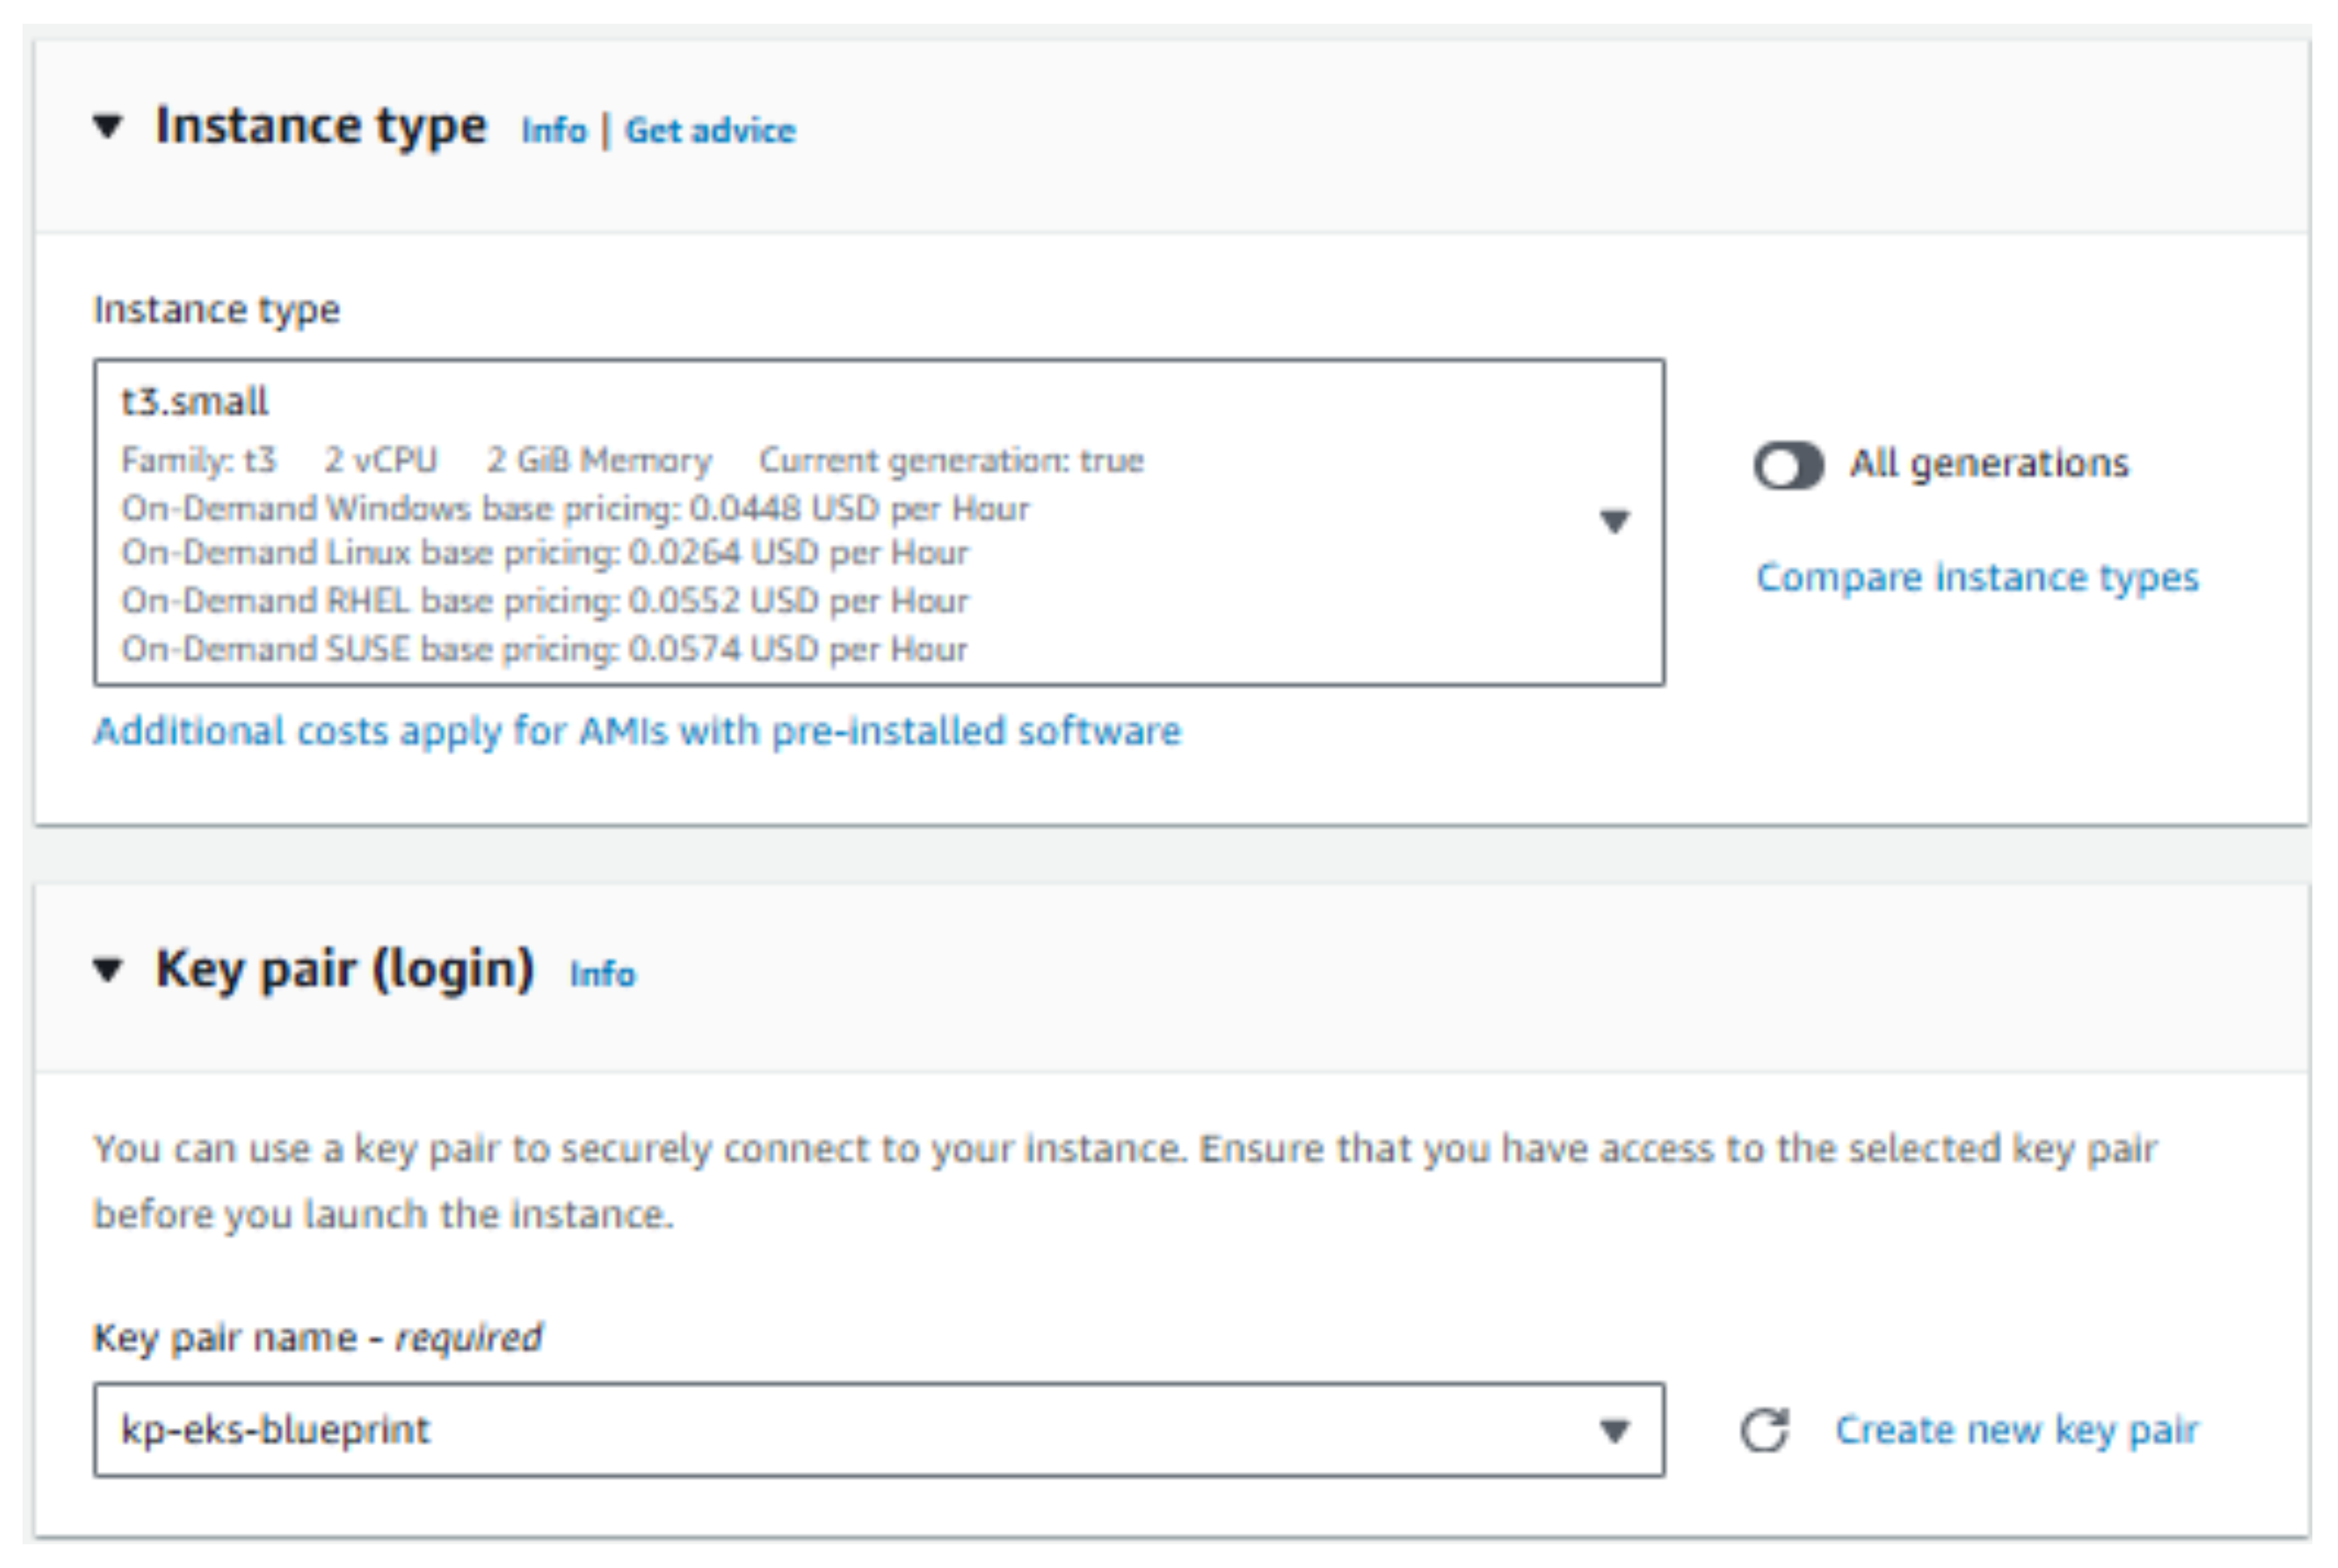 Instance type Info | Get advice
Instance type
t3.small
Family: t3 2 vCPU 2 GiB Memory Current generation: true
On-Demand Windows base pricing: 0.0448 USD per Hour
On-Demand Linux base pricing: 0.0264 USD per Hour
On-Demand RHEL base pricing: 0.0552 USD per Hour
On-Demand SUSE base pricing: 0.0574 USD per Hour
All generations
Compare instance types
Additional costs apply for AMIs with pre-installed software
Key pair (login) Info
You can use a key pair to securely connect to your instance. Ensure that you have access to the selected key pair
before you launch the instance.
Key pair name - required
kp-eks-blueprint
Create new key pair